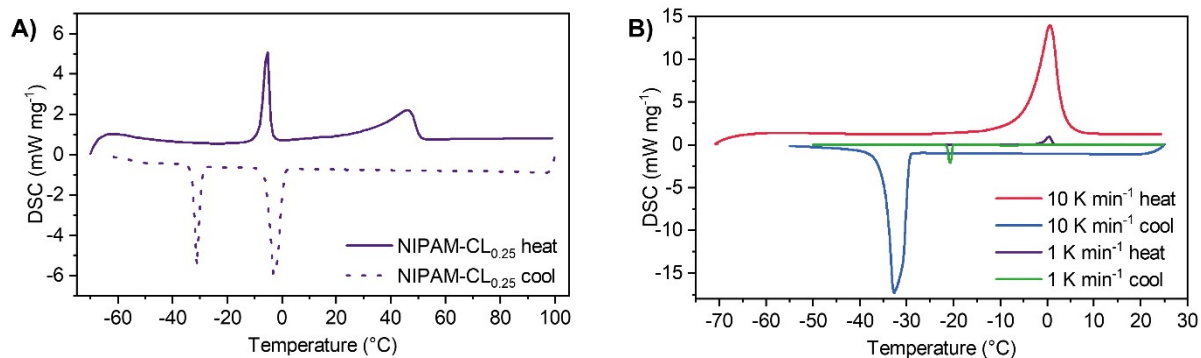 A)
DSC (mW mg⁻¹)
6
4
2
0
-2
-4
-6
NIPAM-CL₀.₂₅ heat
NIPAM-CL₀.₂₅ cool
-60 -40 -20 0 20 40 60 80 100
Temperature (°C)
B)
DSC (mW mg⁻¹)
15
10
5
0
-5
-10
-15
10 K min⁻¹ heat
10 K min⁻¹ cool
1 K min⁻¹ heat
1 K min⁻¹ cool
-70 -60 -50 -40 -30 -20 -10 0 10 20 30
Temperature (°C)